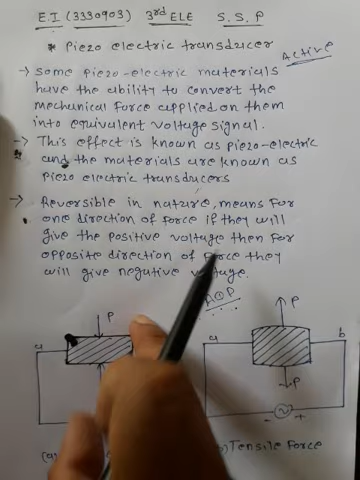 E.I (3330903) 3rd ELE S.S.P
* Piezo electric transducer Active
→ Some Piezo-electric materials
have the ability to convert the
mechanical Force applied on them
into equivalent voltage signal.
→ This effect is known as Piezo-electric
and the materials are known as
Piezo electric transducers
→ Reversible in nature, means For
one direction of force if they will
give the positive voltage then For
opposite direction of Force they
will give negative voltage.
P
P
a
a b
P
- +
(a)
Tensile Force